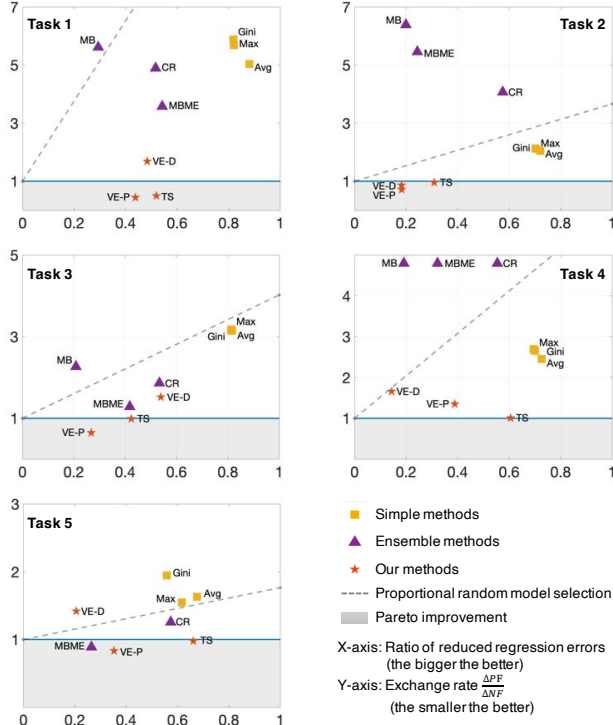 Task 1
7
5
3
1
MB
CR
MBME
Gini
Max
Avg
VE-D
VE-P
TS
0 0.2 0.4 0.6 0.8 1
Task 2
7
5
3
1
MB
MBME
CR
Gini
Max
Avg
VE-D
VE-P
TS
0 0.2 0.4 0.6 0.8 1
Task 3
5
4
3
2
1
MB
Max
Gini
Avg
CR
VE-D
MBME
TS
VE-P
0 0.2 0.4 0.6 0.8 1
Task 4
4
3
2
1
MB
MBME
CR
Max
Gini
Avg
VE-D
VE-P
TS
0 0.2 0.4 0.6 0.8 1
Task 5
3
2
1
Gini
Max
Avg
VE-D
CR
MBME
VE-P
TS
0 0.2 0.4 0.6 0.8 1
Simple methods
Ensemble methods
Our methods
Proportional random model selection
Pareto improvement
X-axis: Ratio of reduced regression errors
(the bigger the better)
Y-axis: Exchange rate ΔPF/ΔNF
(the smaller the better)